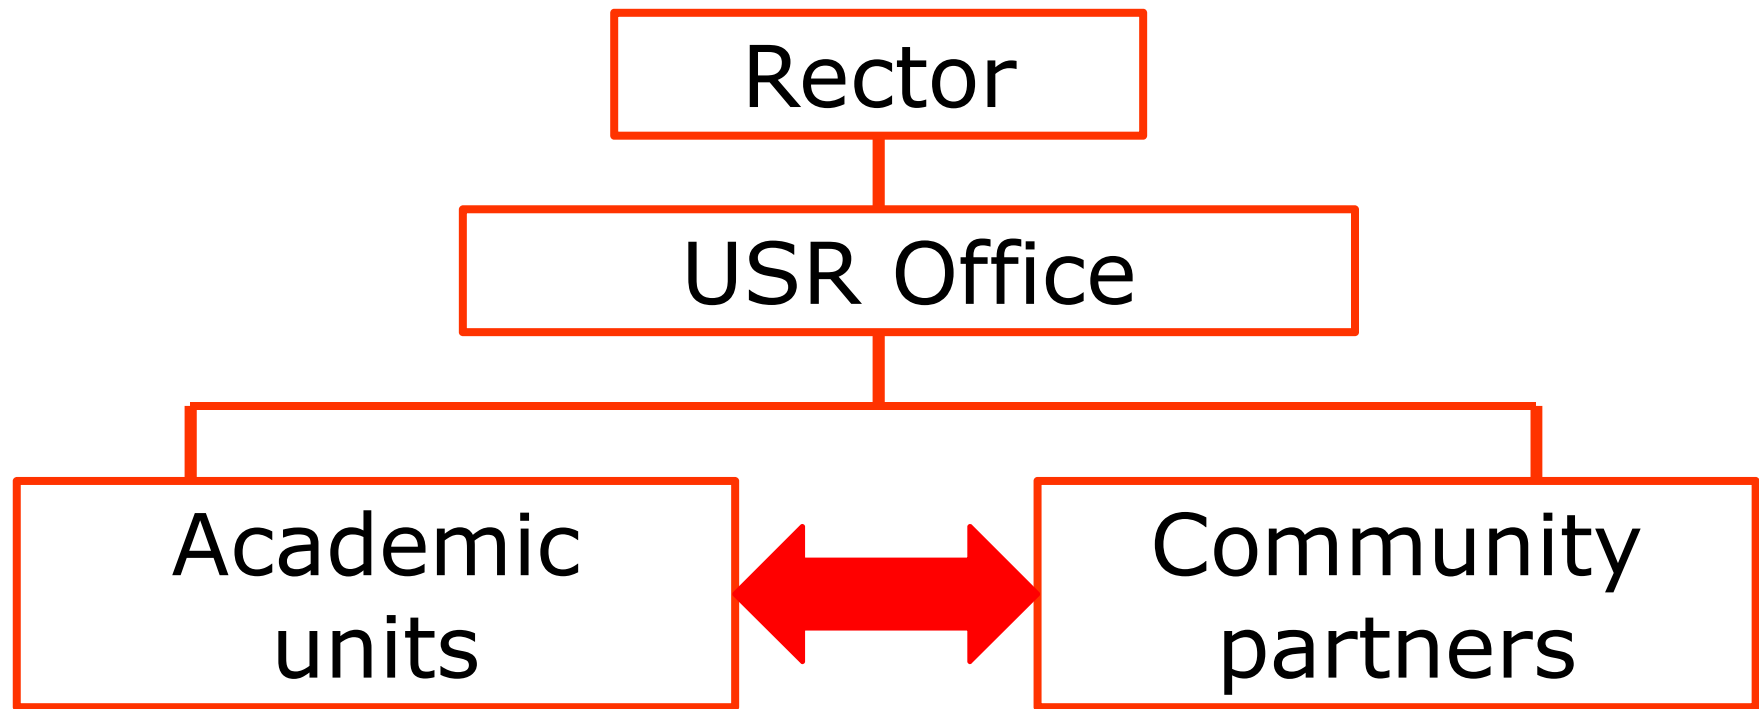 Rector
USR Office
Academic
units
Community
partners